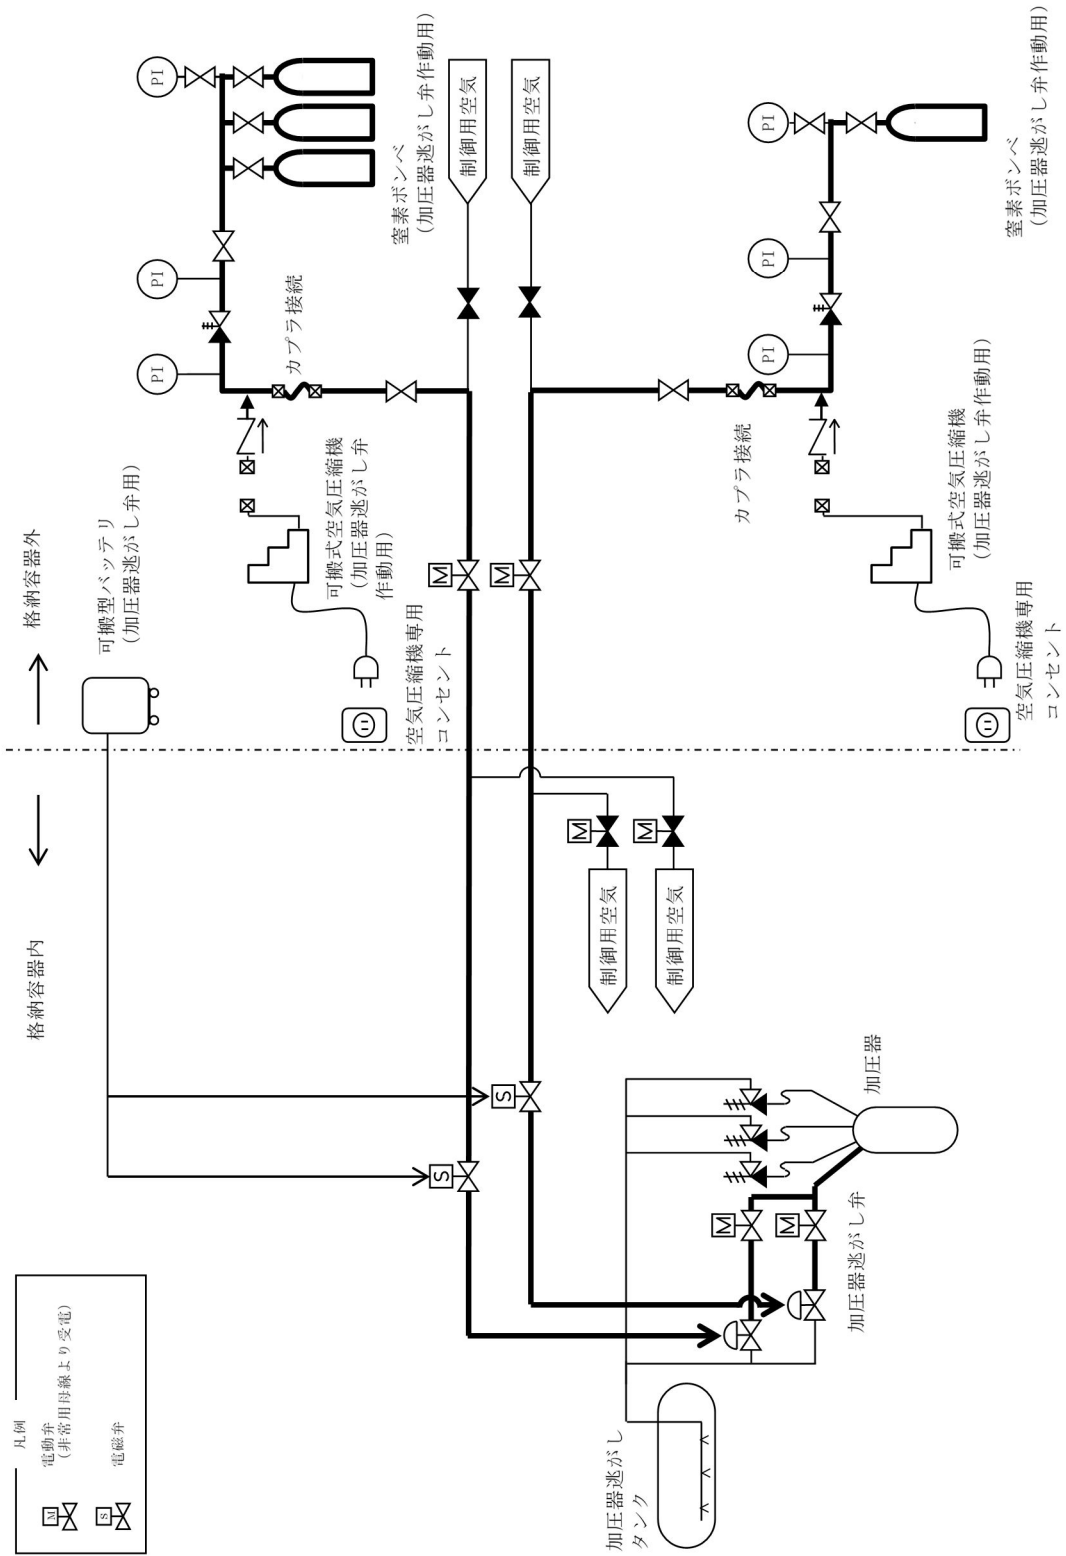 格納容器内
格納容器外
可搬型バッテリ
（加圧器逃がし弁用）
PI
PI
PI
窒素ボンベ
（加圧器逃がし弁作動用）
カプラ接続
可搬式空気圧縮機
（加圧器逃がし弁
作動用）
空気圧縮機専用
コンセント
制御用空気
制御用空気
M
M
S
S
M
M
制御用空気
制御用空気
カプラ接続
PI
PI
PI
窒素ボンベ
（加圧器逃がし弁作動用）
可搬式空気圧縮機
（加圧器逃がし弁作動用）
空気圧縮機専用
コンセント
加圧器
M
M
加圧器逃がし弁
加圧器逃がし
タンク
凡例
M
電動弁
（非常用母線より受電）
S
電磁弁